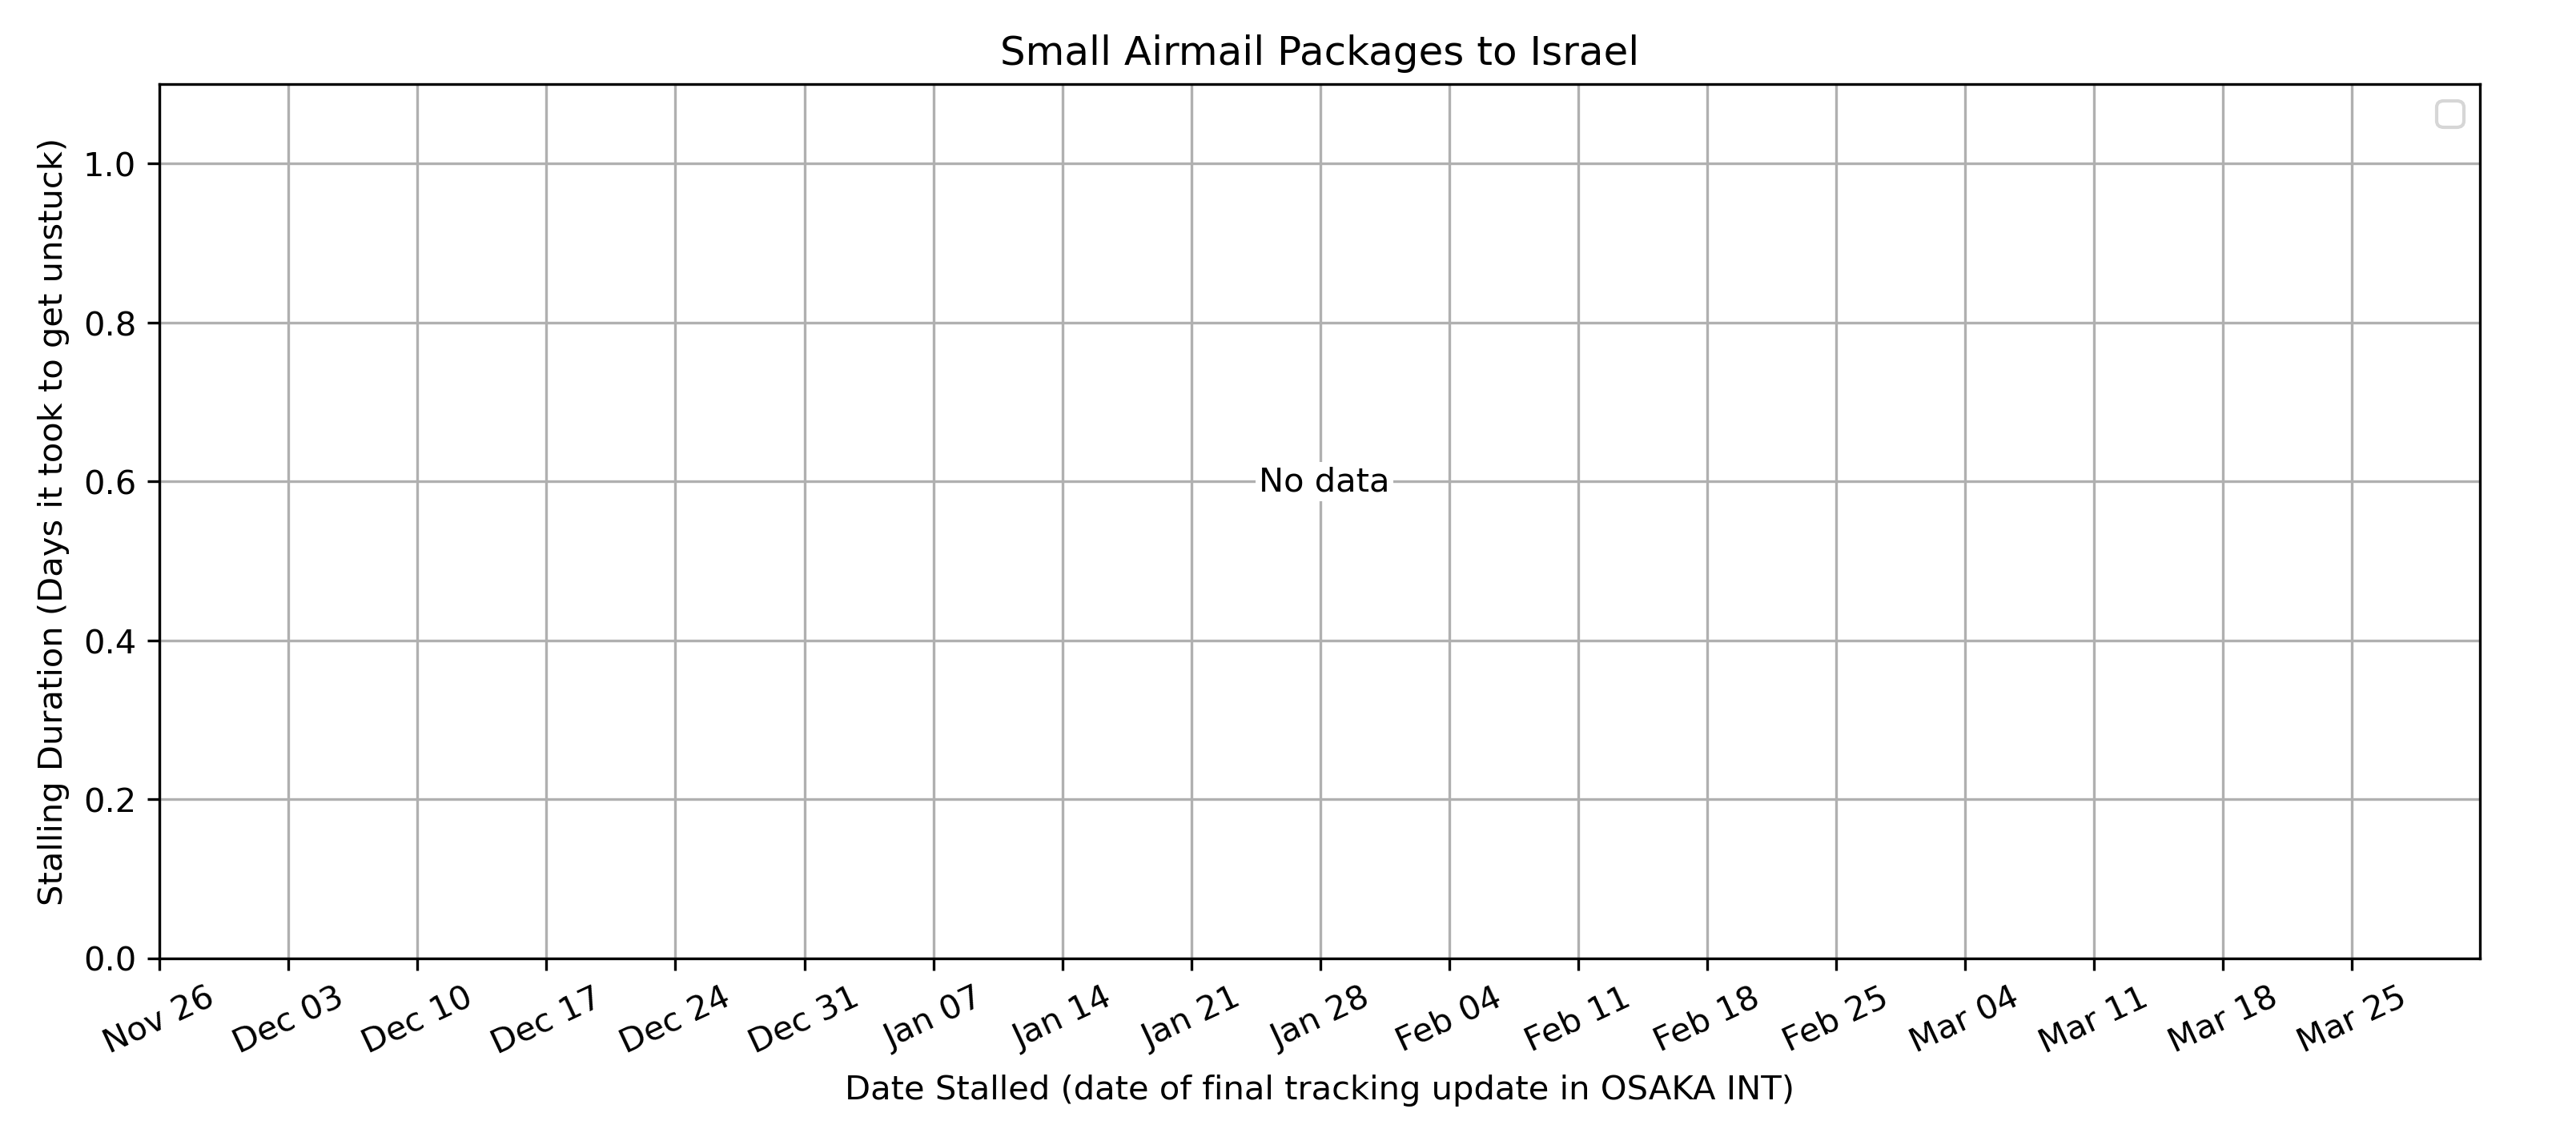 Small Airmail Packages to Israel
Stalling Duration (Days it took to get unstuck)
1.0
0.8
0.6
0.4
0.2
0.0
No data
Nov 26
Dec 03
Dec 10
Dec 17
Dec 24
Dec 31
Jan 07
Jan 14
Jan 21
Jan 28
Feb 04
Feb 11
Feb 18
Feb 25
Mar 04
Mar 11
Mar 18
Mar 25
Date Stalled (date of final tracking update in OSAKA INT)